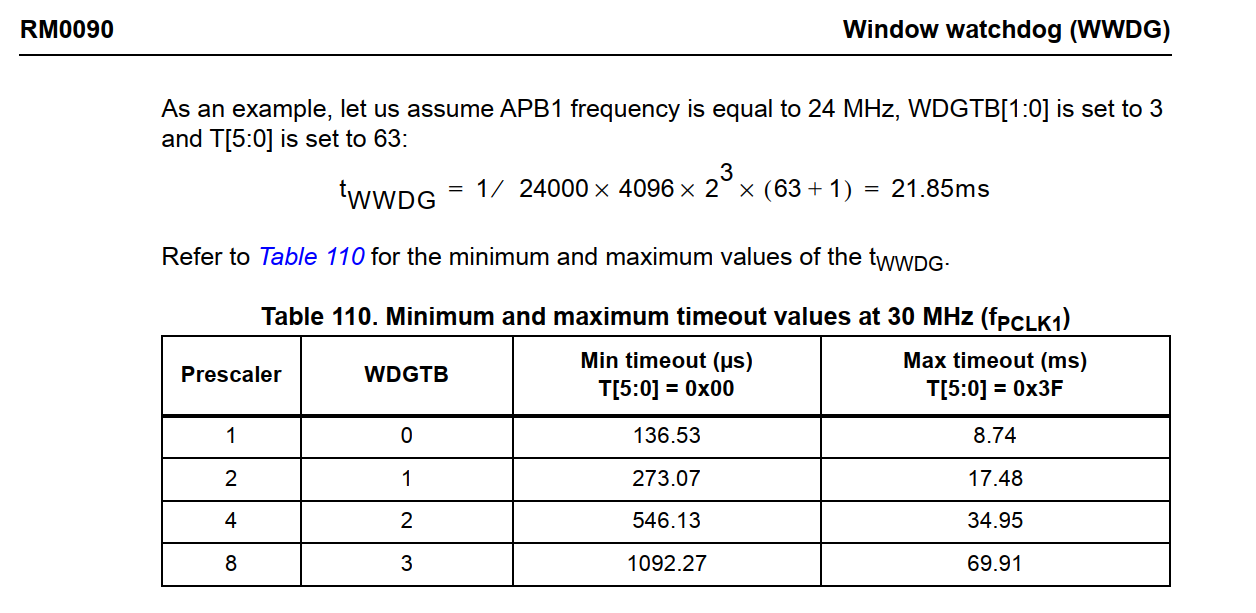 RM0090 Window watchdog (WWDG)
As an example, let us assume APB1 frequency is equal to 24 MHz, WDGTB[1:0] is set to 3
and T[5:0] is set to 63:
tWWDG = 1/ 24000 × 4096 × 2^3 × (63 + 1) = 21.85ms
Refer to Table 110 for the minimum and maximum values of the tWWDG.
Table 110. Minimum and maximum timeout values at 30 MHz (fPCLK1)
Prescaler WDGTB Min timeout (µs) Max timeout (ms)
T[5:0] = 0x00 T[5:0] = 0x3F
1 0 136.53 8.74
2 1 273.07 17.48
4 2 546.13 34.95
8 3 1092.27 69.91